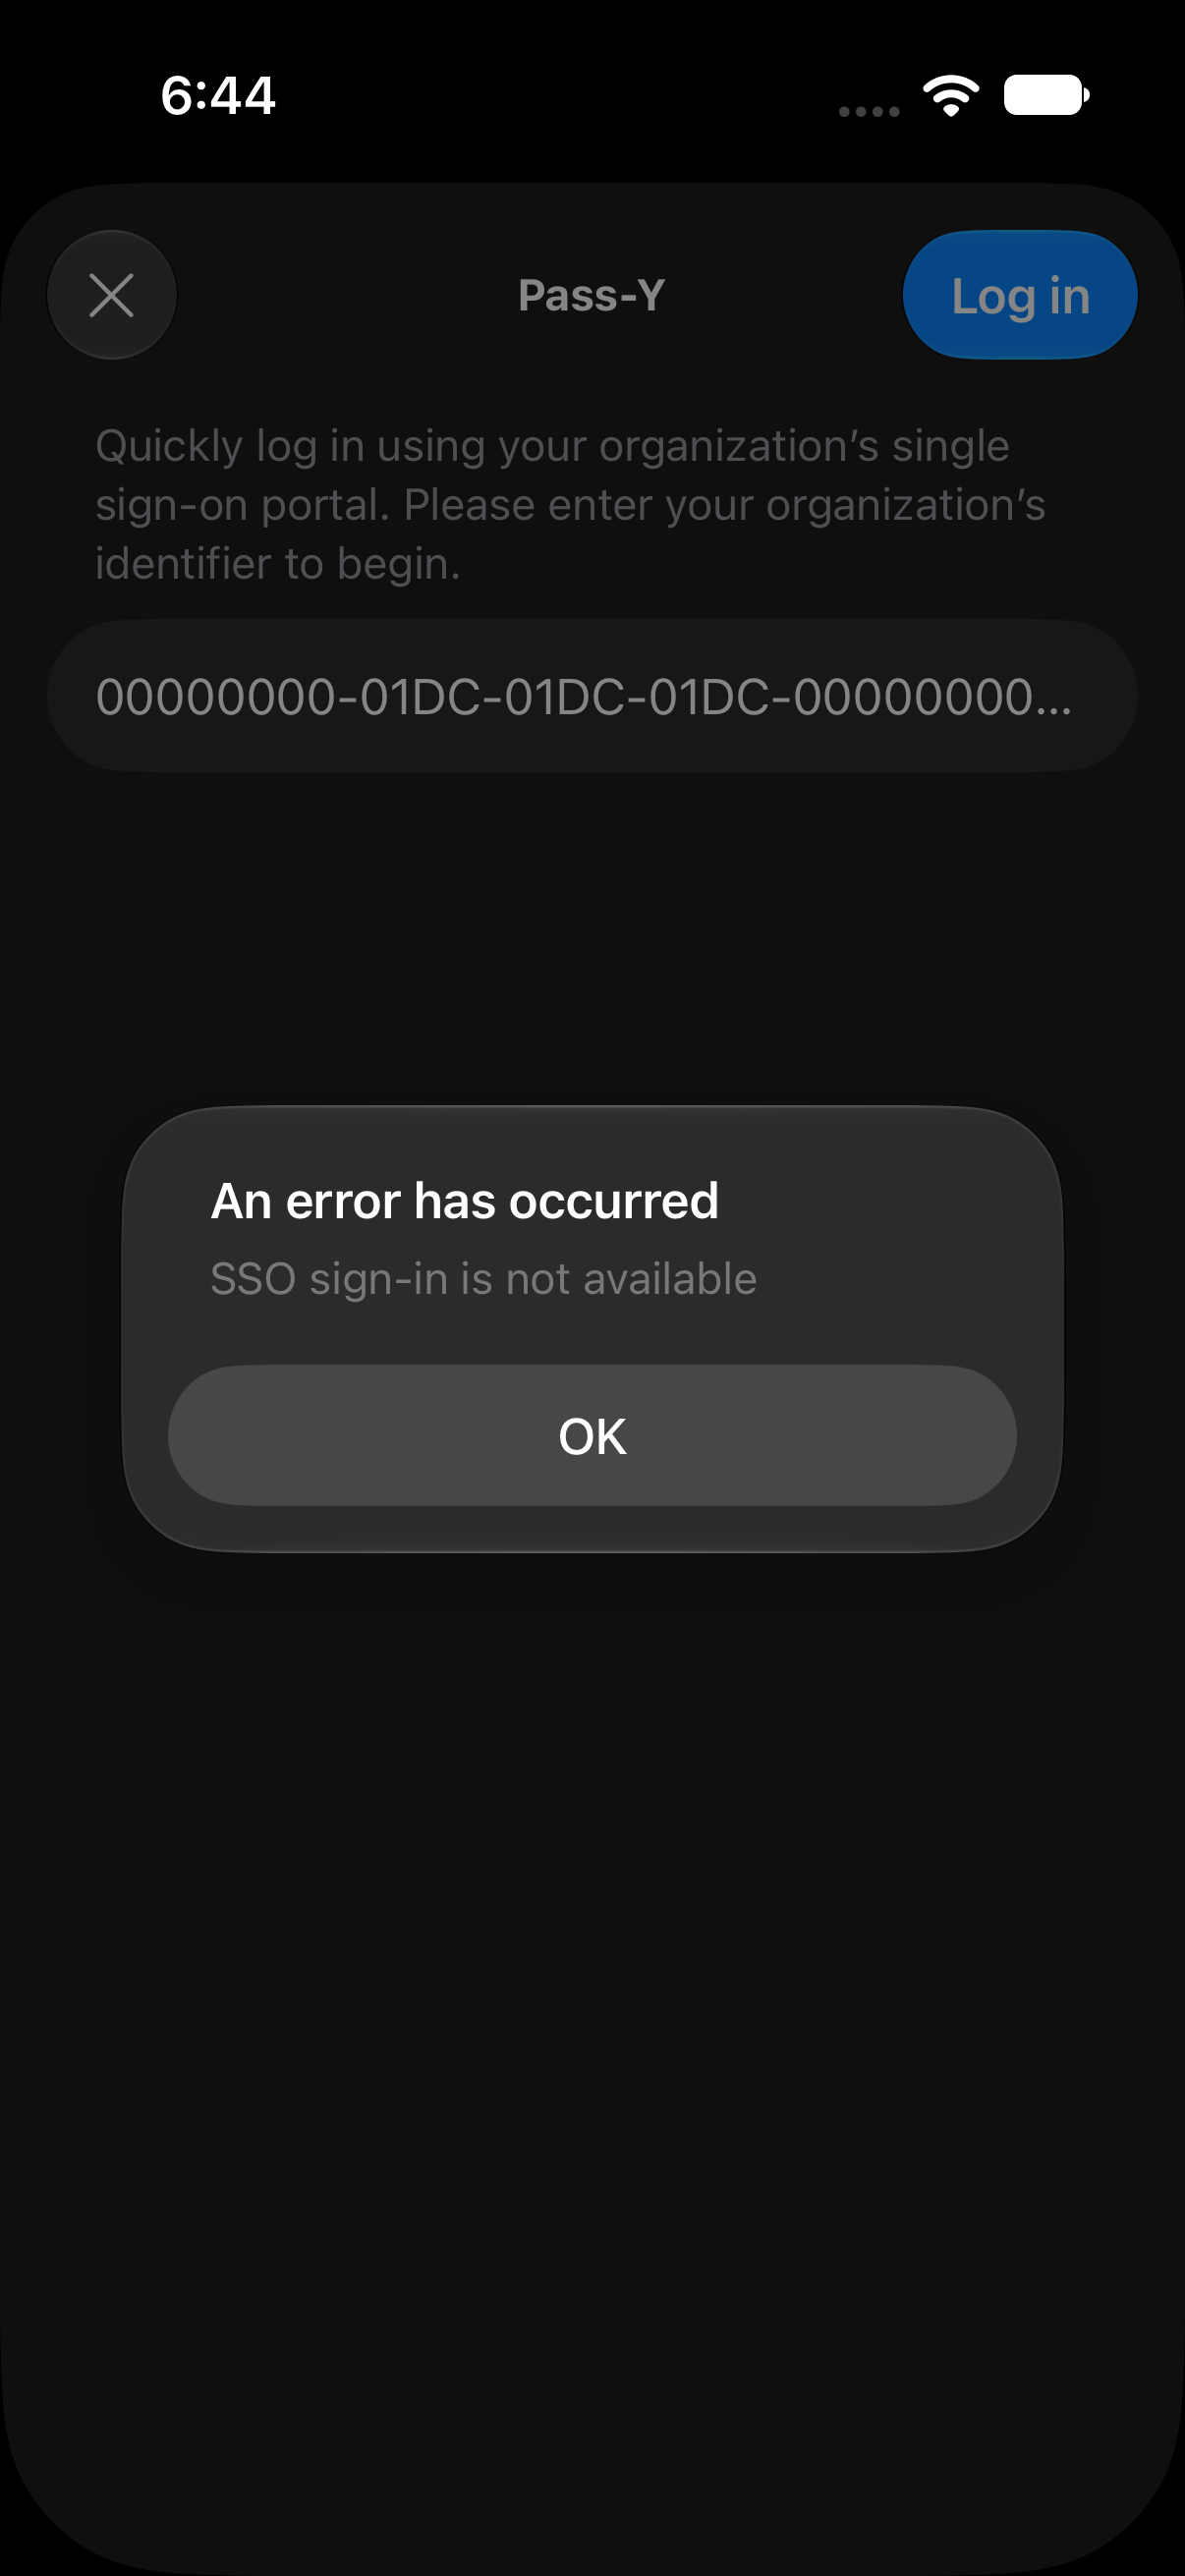 6:44
Pass-Y
Log in
Quickly log in using your organization’s single
sign-on portal. Please enter your organization’s
identifier to begin.
00000000-01DC-01DC-01DC-00000000...
An error has occurred
SSO sign-in is not available
OK